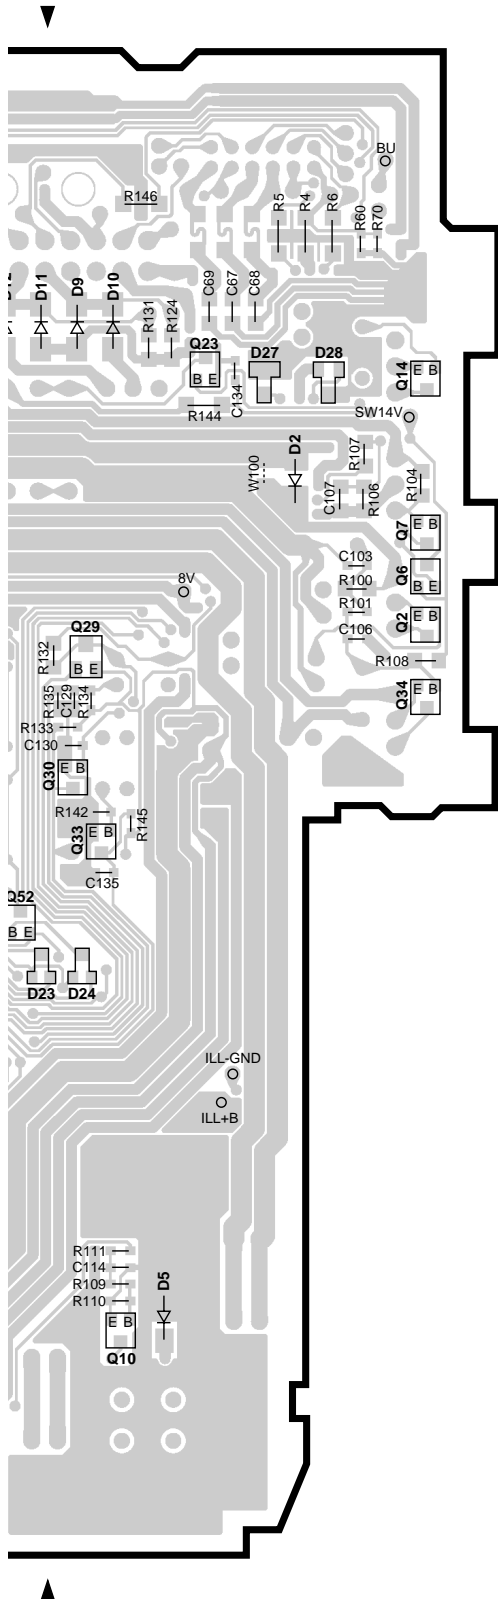 BU
R146
R5
R4
R6
R60
R70
D11
D9
D10
R131
R124
C69
C67
C68
Q23
B E
C134
D27
D28
E B
Q14
R144
SW14V
D2
W100
R107
C107
R106
R104
E B
Q7
C103
R100
B E
Q6
8V
R101
C106
E B
Q2
Q29
B E
R132
R108
E B
Q34
R135
C129
R134
R133
C130
E B
Q30
R142
E B
Q33
R145
C135
Q52
B E
D23
D24
ILL-GND
ILL+B
R111
C114
R109
R110
D5
E B
Q10